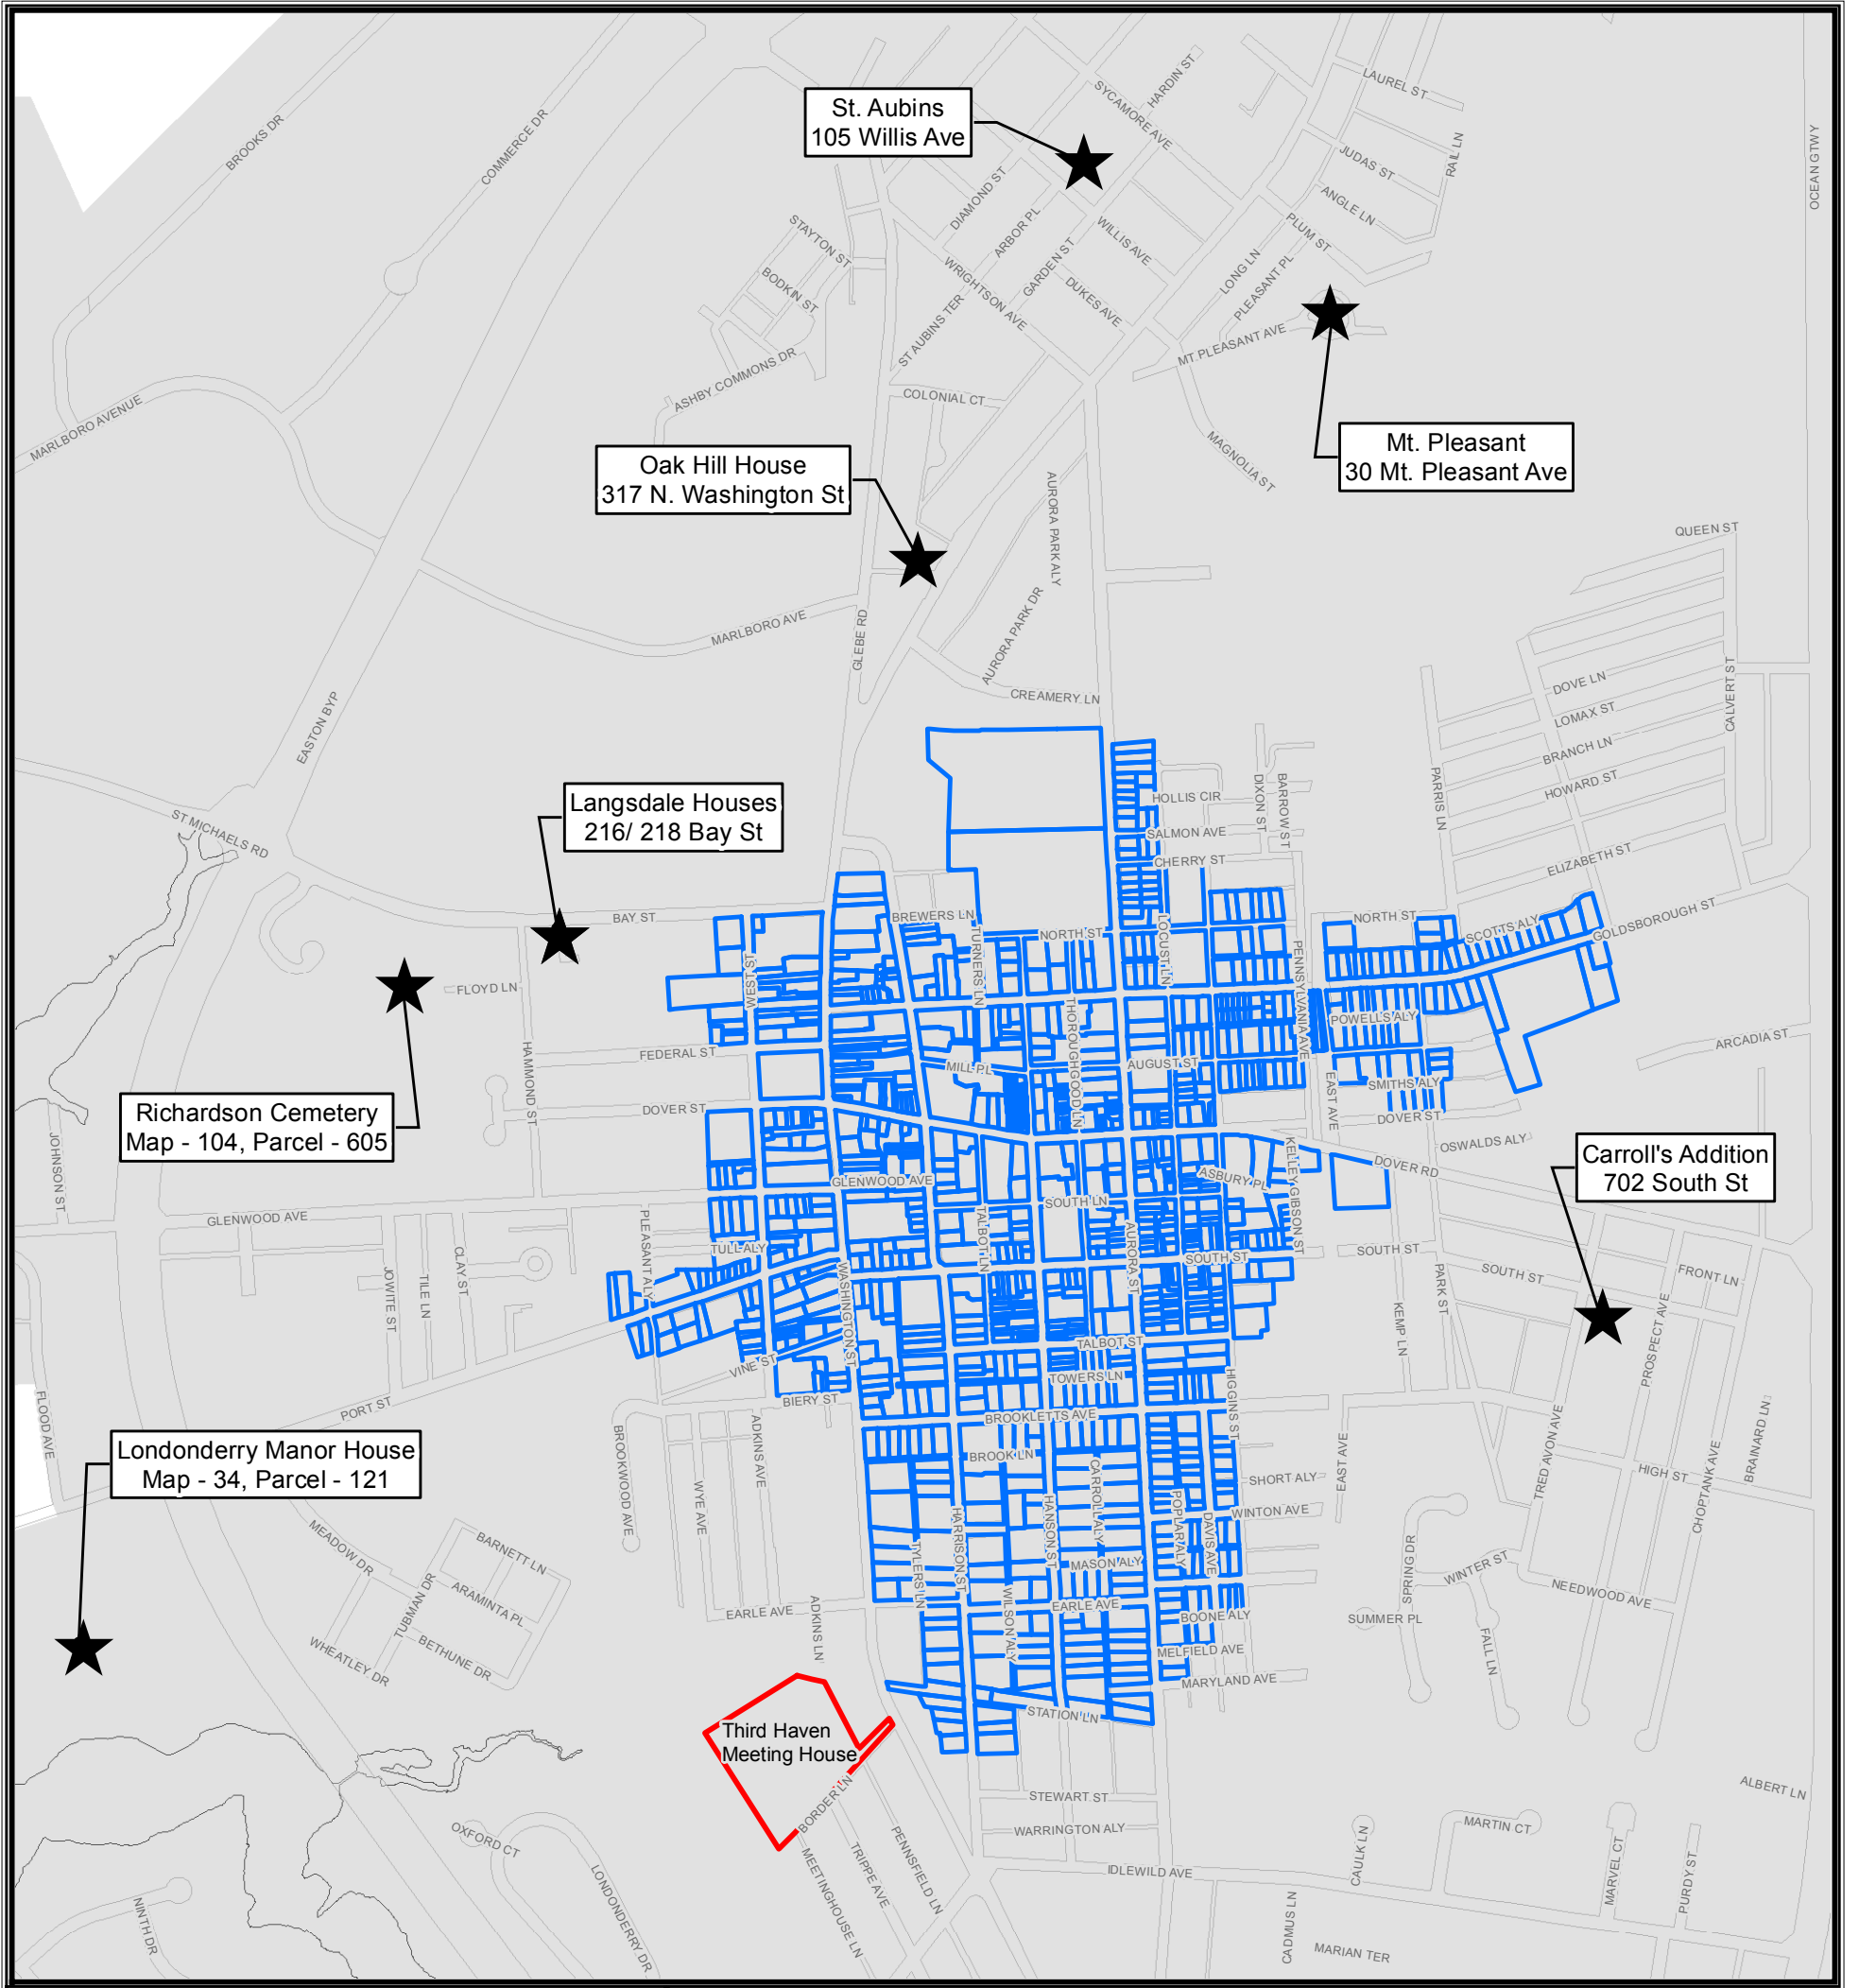 St. Aubins
105 Willis Ave
Oak Hill House
317 N. Washington St
Mt. Pleasant
30 Mt. Pleasant Ave
Langsdale Houses
216/ 218 Bay St
Richardson Cemetery
Map - 104, Parcel - 605
Carroll's Addition
702 South St
Londonderry Manor House
Map - 34, Parcel - 121
Third Haven
Meeting House
BROOKS DR
COMMERCE DR
SYCAMORE AVE
HARDIN ST
LAUREL ST
JUDAS ST
RAIL LN
ANGLE LN
OCEAN GTWY
DIAMOND ST
ARBOR PL
WILLIS AVE
PLUM ST
STAYTON ST
BODKIN ST
WRIGHTSON AVE
GARDEN ST
DUKES AVE
LONG LN
PLEASANT PL
ST AUBINS TER
MT PLEASANT AVE
ASHBY COMMONS DR
COLONIAL CT
MARLBORO AVENUE
MAGNOLIA ST
AURORA PARK ALY
QUEEN ST
MARLBORO AVE
GLEBE RD
AURORA PARK DR
CREAMERY LN
EASTON BYP
DOVE LN
LOMAX ST
CALVERT ST
BRANCH LN
HOWARD ST
PARRIS LN
HOLLIS CIR
DIXON ST
BARROW ST
SALMON AVE
CHERRY ST
ELIZABETH ST
ST MICHAELS RD
BAY ST
BREWERS LN
NORTH ST
TURNERS LN
LOCUST LN
NORTH ST
SCOTTS ALY
GOLDSBOROUGH ST
WEST ST
FLOYD LN
PENNSYLVANIA AVE
THOROUGHGOOD LN
POWELLS ALY
ARCADIA ST
FEDERAL ST
HAMMOND ST
MILL PL
AUGUST ST
EAST AVE
SMITHS ALY
DOVER ST
DOVER ST
OSWALDS ALY
JOHNSON ST
KELLEY GIBSON ST
DOVER RD
GLENWOOD AVE
ASBURY PL
GLENWOOD AVE
PLEASANT ALY
SOUTH LN
TALBOT LN
AURORA ST
TULL ALY
SOUTH ST
SOUTH ST
SOUTH ST
FRONT LN
CLAY ST
TILE LN
JOWITE ST
WASHINGTON ST
PARK ST
KEMP LN
PROSPECT AVE
TALBOT ST
VINE ST
TOWERS LN
HIGGINS ST
BIERY ST
PORT ST
FLOOD AVE
BROOKLETTS AVE
BROOKWOOD AVE
ADKINS AVE
BROOK LN
EAST AVE
TRED AVON AVE
BRAINARD LN
WYE AVE
CARROLL ALY
SHORT ALY
HIGH ST
CHOPTANK AVE
MEADOW DR
HARRISON ST
HANSON ST
POPLAR ALY
DAVIS AVE
WINTON AVE
BARNETT LN
TYLERS LN
MASON ALY
SPRING DR
WINTER ST
NEEDWOOD AVE
ARAMINTA PL
TUBMAN DR
WILSON ALY
EARLE AVE
EARLE AVE
ADKINS LN
BOONE ALY
SUMMER PL
WHEATLEY DR
BETHUNE DR
MELFIELD AVE
FALL LN
MARYLAND AVE
STATION LN
BORDER LN
STEWART ST
ALBERT LN
OXFORD CT
WARRINGTON ALY
MARTIN CT
CAULK LN
MARVEL CT
PURDY ST
LONDONDERRY DR
MEETINGHOUSE LN
TRIPPE AVE
PENNSFIELD LN
IDLEWILD AVE
NINTH DR
CADMUS LN
MARIAN TER